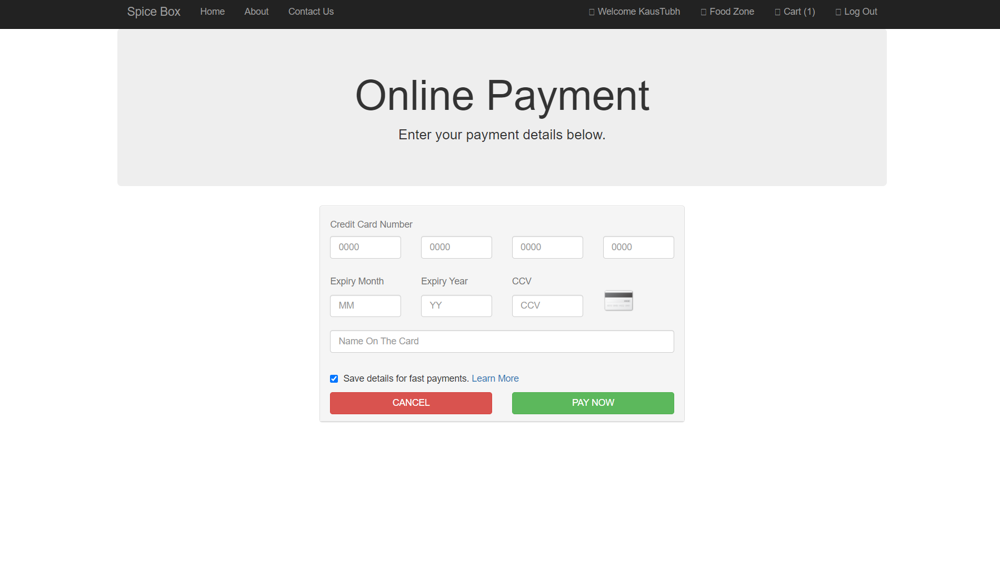 Spice Box Home About Contact Us Welcome KausTubh Food Zone Cart (1) Log Out
Online Payment
Enter your payment details below.
Credit Card Number
0000 0000 0000 0000
Expiry Month Expiry Year CCV
MM YY CCV
Name On The Card
Save details for fast payments. Learn More
CANCEL PAY NOW